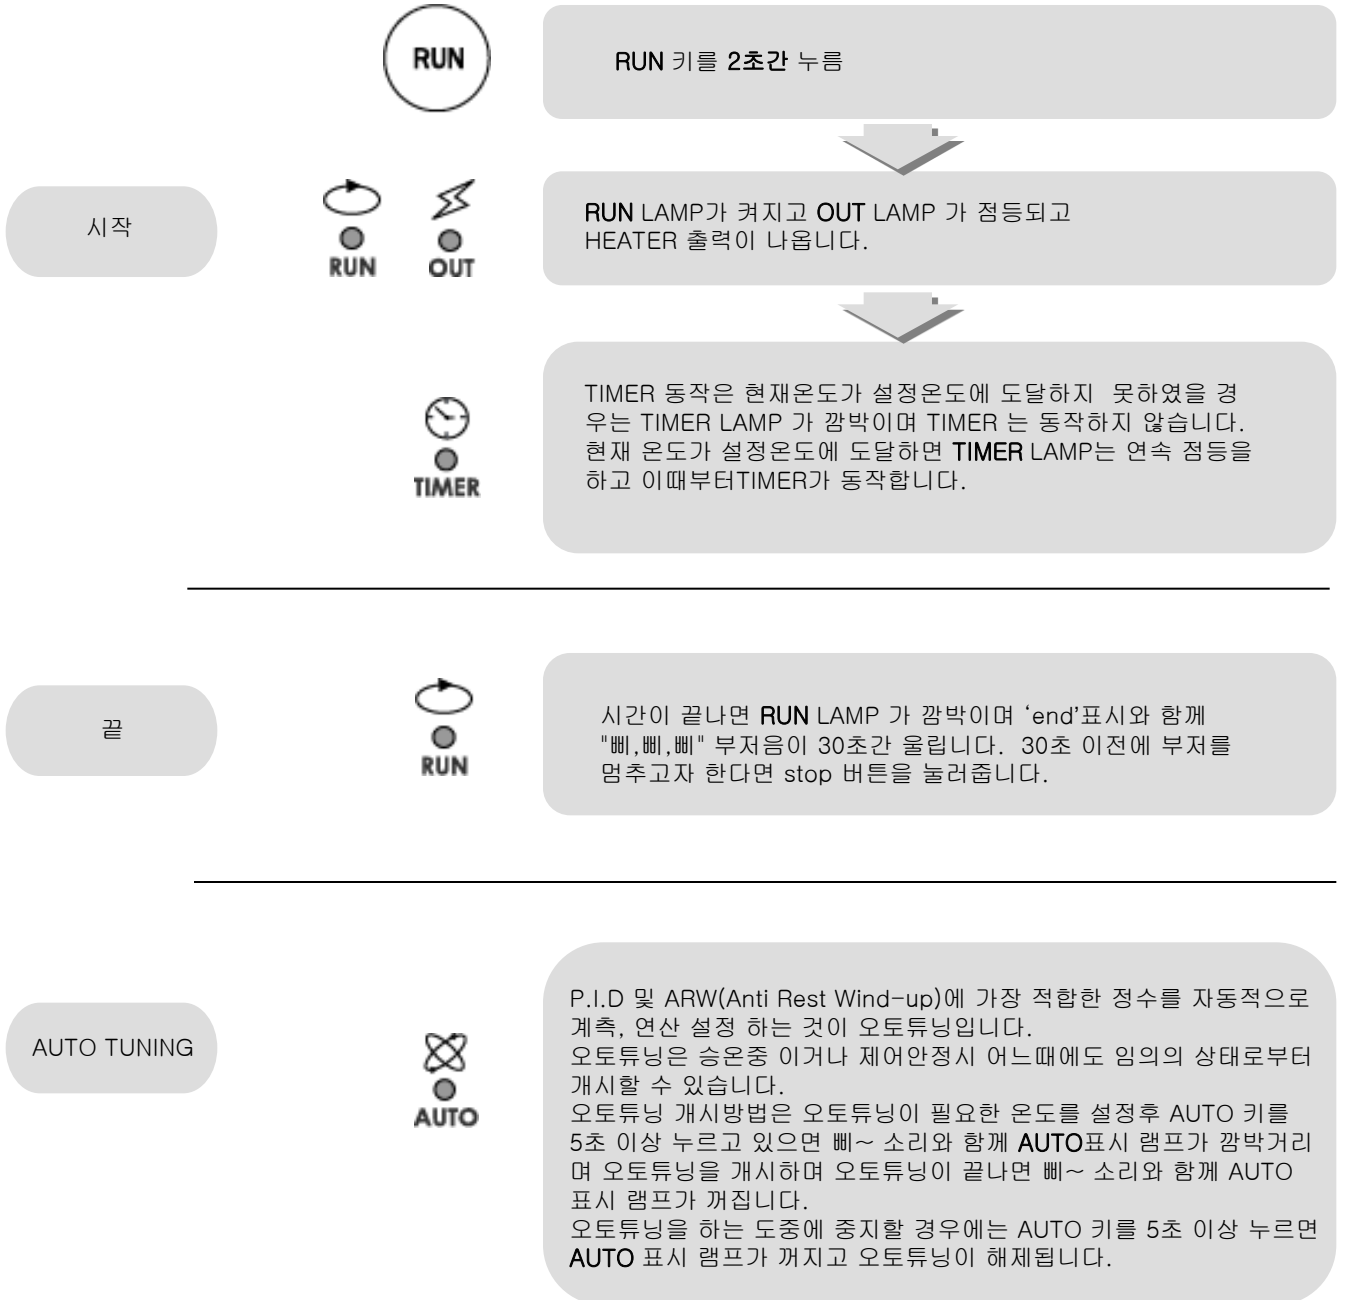 RUN
RUN 키를 2초간 누름
시작
RUN
OUT
RUN LAMP가 켜지고 OUT LAMP 가 점등되고
HEATER 출력이 나옵니다.
TIMER
TIMER 동작은 현재온도가 설정온도에 도달하지 못하였을 경
우는 TIMER LAMP 가 깜박이며 TIMER 는 동작하지 않습니다.
현재 온도가 설정온도에 도달하면 TIMER LAMP는 연속 점등을
하고 이때부터TIMER가 동작합니다.
끝
RUN
시간이 끝나면 RUN LAMP 가 깜박이며 ‘end’표시와 함께
"삐,삐,삐" 부저음이 30초간 울립니다. 30초 이전에 부저를
멈추고자 한다면 stop 버튼을 눌러줍니다.
AUTO TUNING
AUTO
P.I.D 및 ARW(Anti Rest Wind-up)에 가장 적합한 정수를 자동적으로
계측, 연산 설정 하는 것이 오토튜닝입니다.
오토튜닝은 승온중 이거나 제어안정시 어느때에도 임의의 상태로부터
개시할 수 있습니다.
오토튜닝 개시방법은 오토튜닝이 필요한 온도를 설정후 AUTO 키를
5초 이상 누르고 있으면 삐~ 소리와 함께 AUTO표시 램프가 깜박거리
며 오토튜닝을 개시하며 오토튜닝이 끝나면 삐~ 소리와 함께 AUTO
표시 램프가 꺼집니다.
오토튜닝을 하는 도중에 중지할 경우에는 AUTO 키를 5초 이상 누르면
AUTO 표시 램프가 꺼지고 오토튜닝이 해제됩니다.